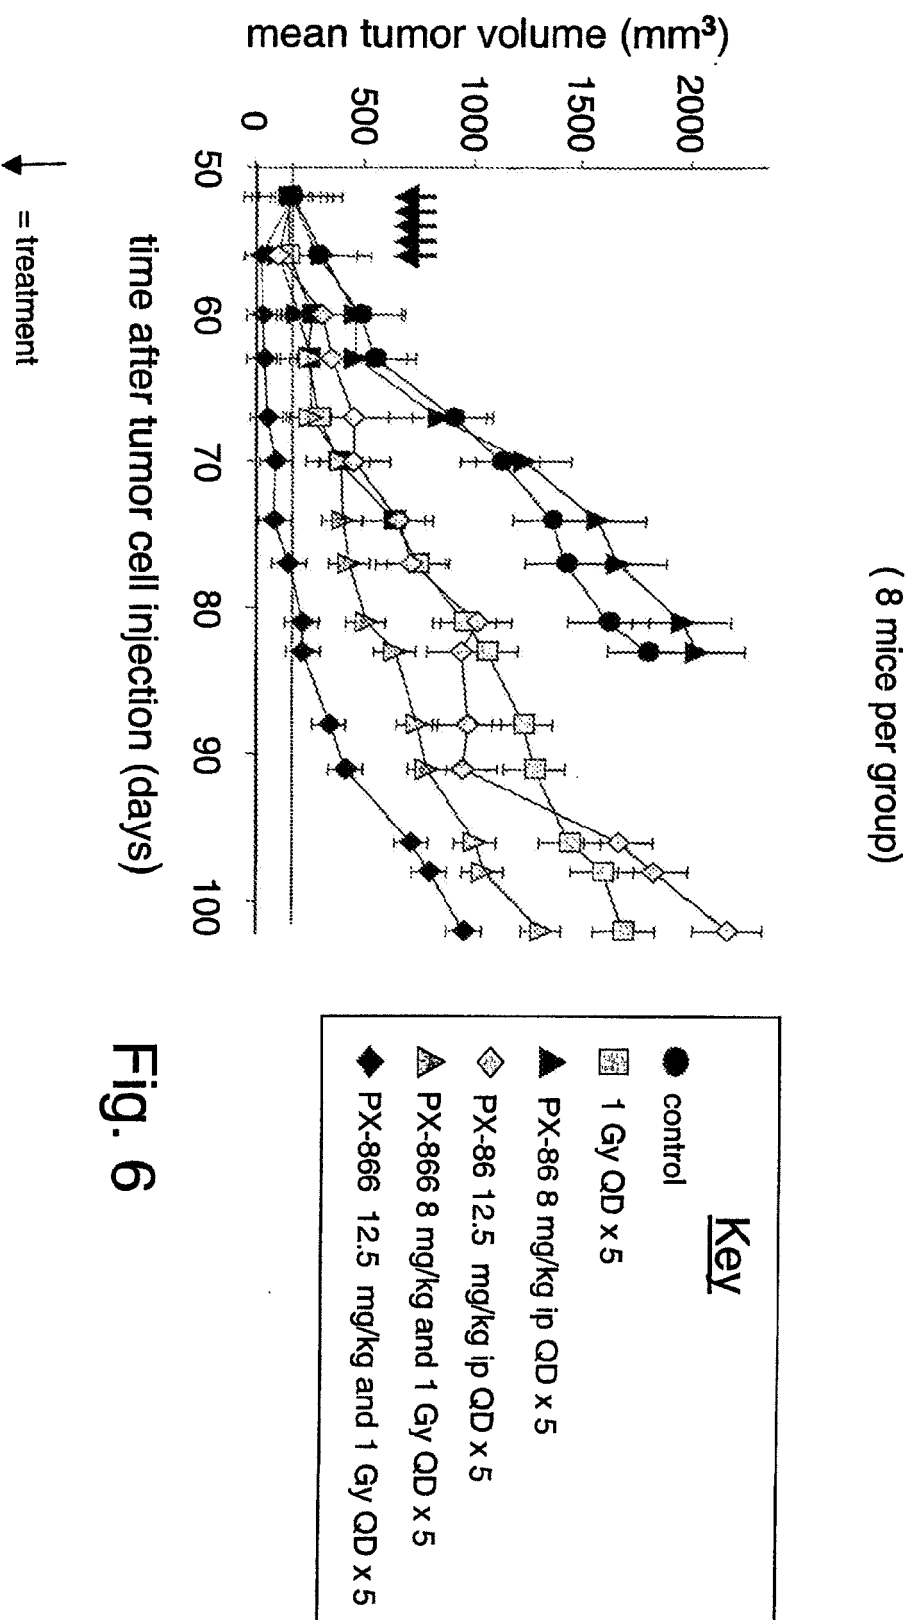 ( 8 mice per group)
mean tumor volume (mm³)
2000
1500
1000
500
0
50
60
70
80
90
100
time after tumor cell injection (days)
= treatment
Key
control
1 Gy QD x 5
PX-86 8 mg/kg ip QD x 5
PX-86 12.5 mg/kg ip QD x 5
PX-866 8 mg/kg and 1 Gy QD x 5
PX-866 12.5 mg/kg and 1 Gy QD x 5
Fig. 6